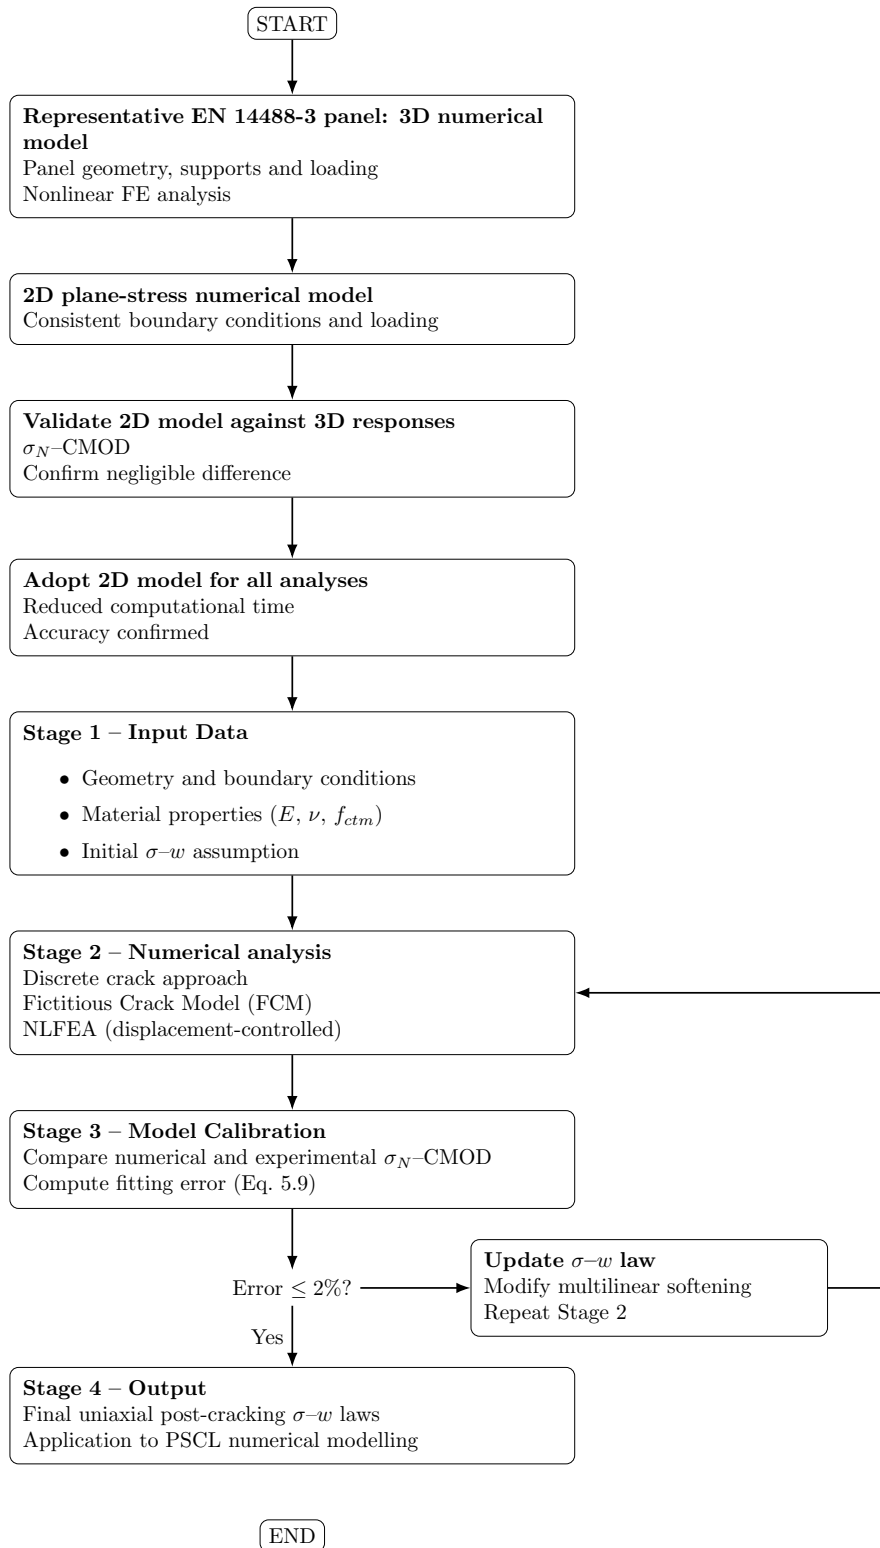 START
Representative EN 14488-3 panel: 3D numerical
model
Panel geometry, supports and loading
Nonlinear FE analysis
2D plane-stress numerical model
Consistent boundary conditions and loading
Validate 2D model against 3D responses
σ_N–CMOD
Confirm negligible difference
Adopt 2D model for all analyses
Reduced computational time
Accuracy confirmed
Stage 1 – Input Data
• Geometry and boundary conditions
• Material properties (E, ν, f_ctm)
• Initial σ–w assumption
Stage 2 – Numerical analysis
Discrete crack approach
Fictitious Crack Model (FCM)
NLFEA (displacement-controlled)
Stage 3 – Model Calibration
Compare numerical and experimental σ_N–CMOD
Compute fitting error (Eq. 5.9)
Error ≤ 2%?
Update σ–w law
Modify multilinear softening
Repeat Stage 2
Yes
Stage 4 – Output
Final uniaxial post-cracking σ–w laws
Application to PSCL numerical modelling
END